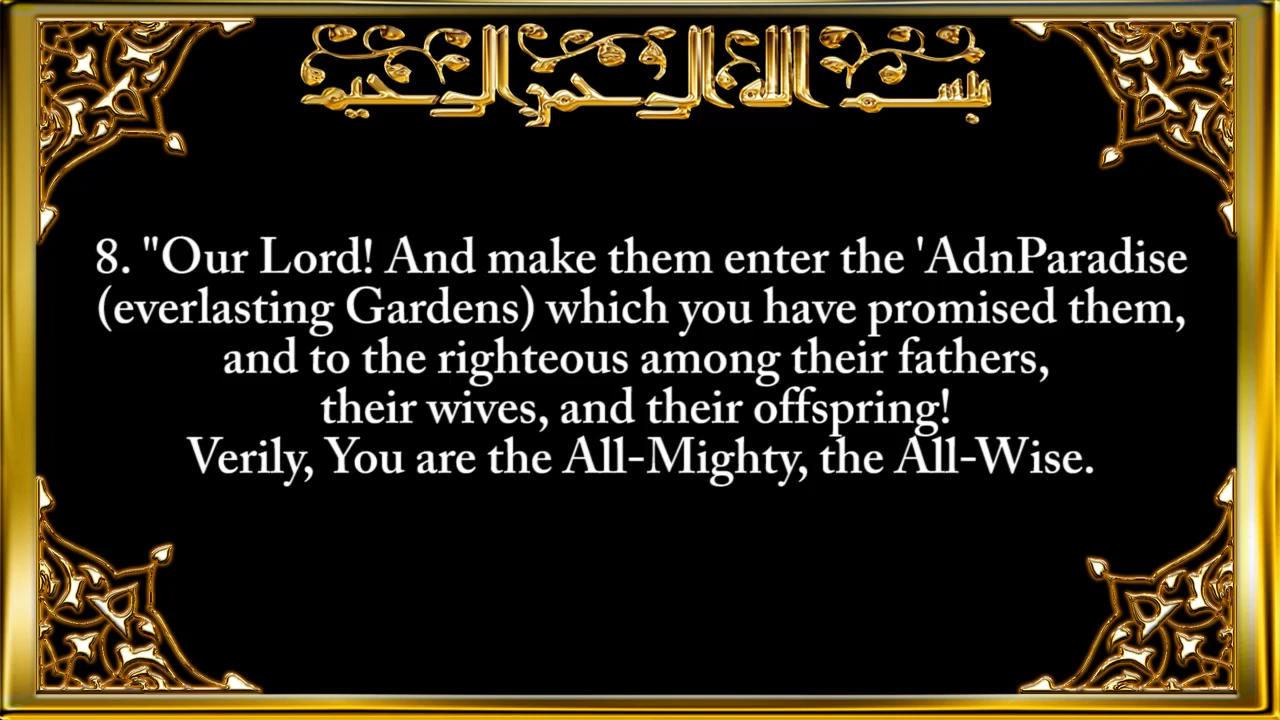 بسم الله الرحمن الرحيم
8. "Our Lord! And make them enter the 'AdnParadise
(everlasting Gardens) which you have promised them,
and to the righteous among their fathers,
their wives, and their offspring!
Verily, You are the All-Mighty, the All-Wise.